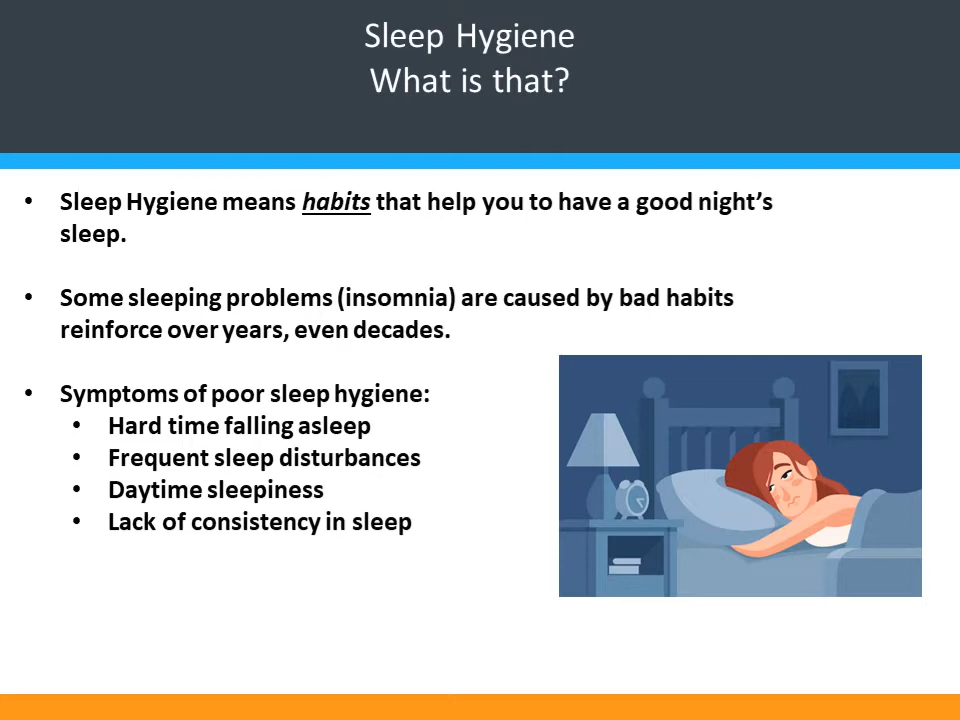 Sleep Hygiene
What is that?
• Sleep Hygiene means habits that help you to have a good night’s
sleep.
• Some sleeping problems (insomnia) are caused by bad habits
reinforce over years, even decades.
• Symptoms of poor sleep hygiene:
• Hard time falling asleep
• Frequent sleep disturbances
• Daytime sleepiness
• Lack of consistency in sleep